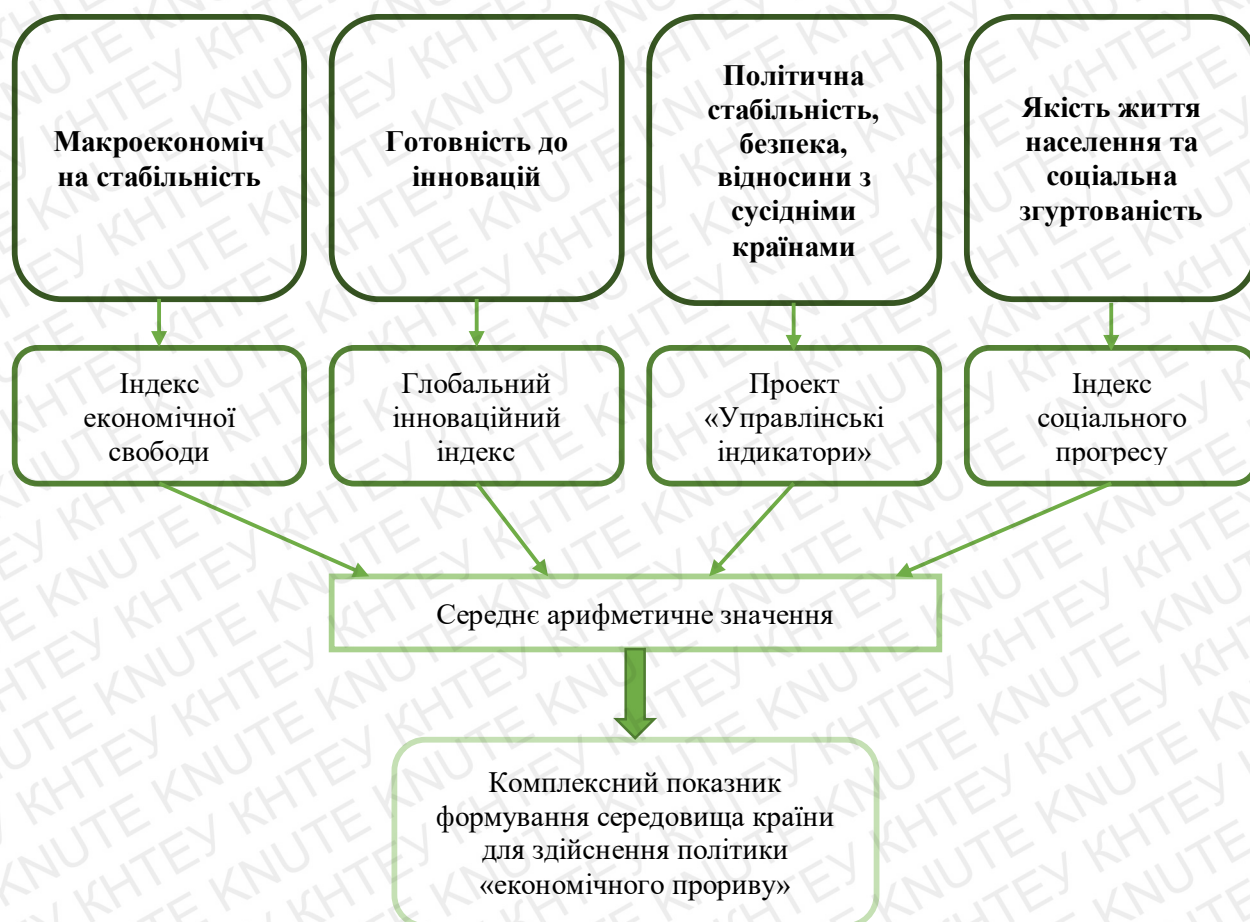 Макроекономіч
на стабільність
Готовність до
інновацій
Політична
стабільність,
безпека,
відносини з
сусідніми
країнами
Якість життя
населення та
соціальна
згуртованість
Індекс
економічної
свободи
Глобальний
інноваційний
індекс
Проект
«Управлінські
індикатори»
Індекс
соціального
прогресу
Середнє арифметичне значення
Комплексний показник
формування середовища країни
для здійснення політики
«економічного прориву»